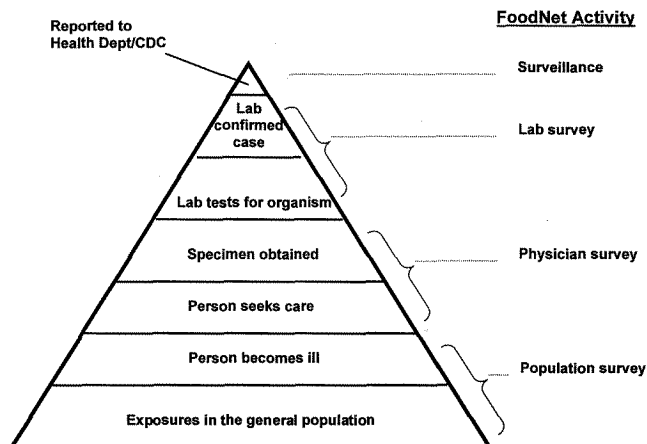 FoodNet Activity
Reported to
Health Dept/CDC
Surveillance
Lab
confirmed
case
Lab survey
Lab tests for organism
Specimen obtained
Physician survey
Person seeks care
Person becomes ill
Population survey
Exposures in the general population